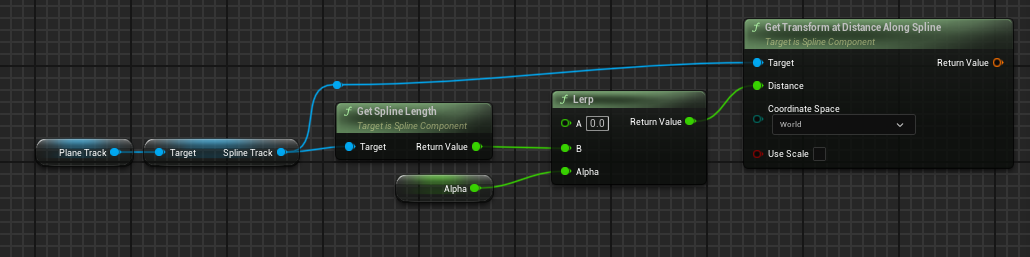 Plane Track
Target
Spline Track
f Get Spline Length
Target is Spline Component
Target
Return Value
Alpha
f Lerp
A 0.0
Return Value
B
Alpha
f Get Transform at Distance Along Spline
Target is Spline Component
Target
Return Value
Distance
Coordinate Space
World
Use Scale